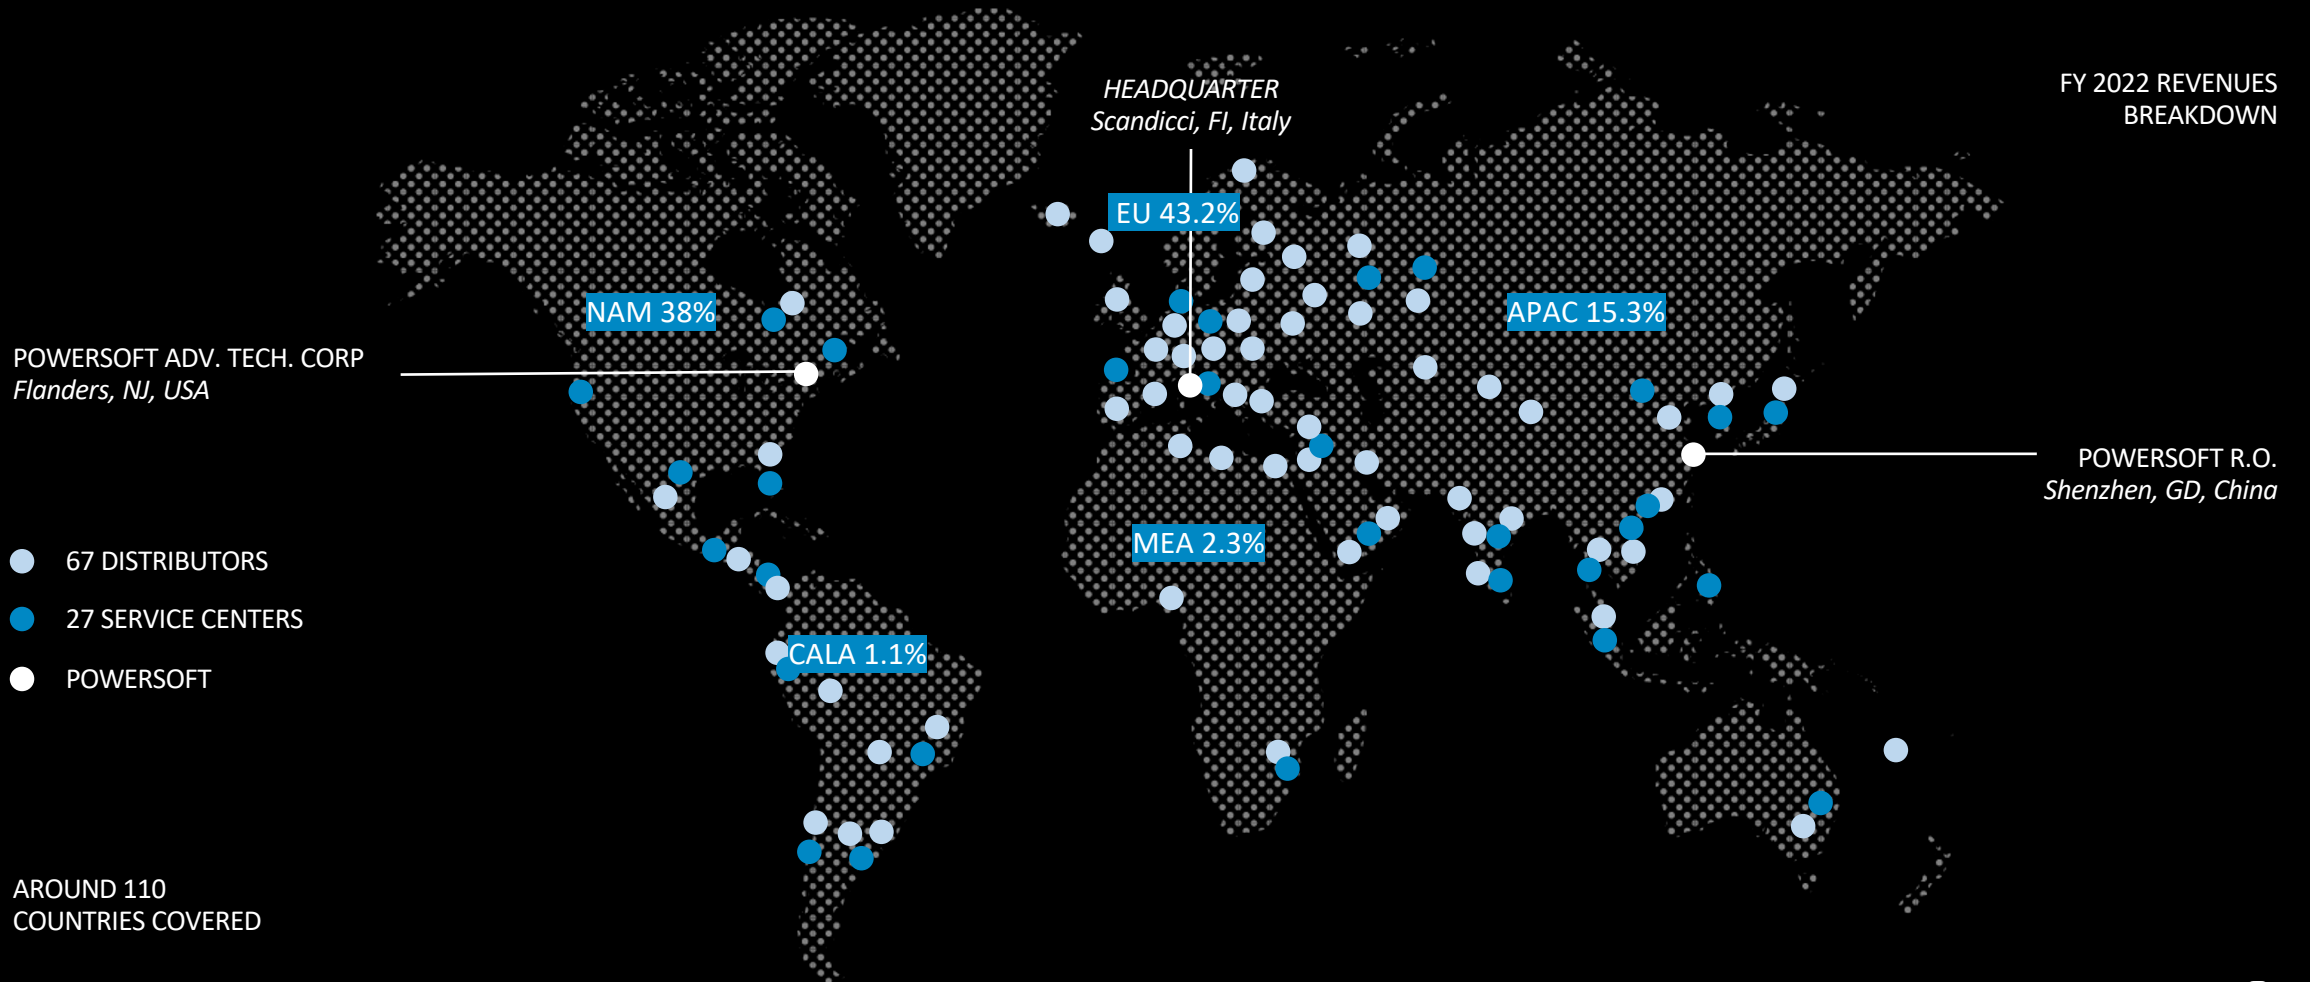 HEADQUARTER
Scandicci, FI, Italy
FY 2022 REVENUES
BREAKDOWN
EU 43.2%
NAM 38%
APAC 15.3%
POWERSOFT ADV. TECH. CORP
Flanders, NJ, USA
POWERSOFT R.O.
Shenzhen, GD, China
MEA 2.3%
67 DISTRIBUTORS
27 SERVICE CENTERS
CALA 1.1%
POWERSOFT
AROUND 110
COUNTRIES COVERED